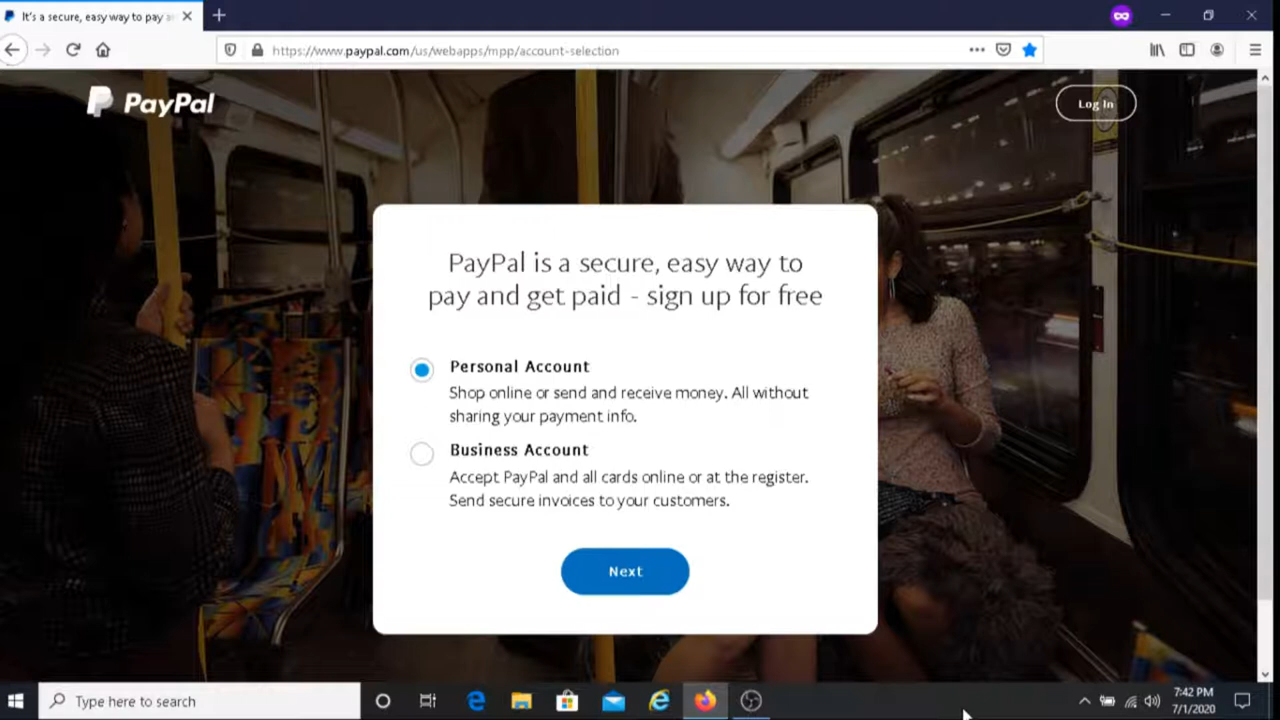 It's a secure, easy way to pay an
https://www.paypal.com/us/webapps/mpp/account-selection
PayPal
Log In
PayPal is a secure, easy way to
pay and get paid - sign up for free
Personal Account
Shop online or send and receive money. All without
sharing your payment info.
Business Account
Accept PayPal and all cards online or at the register.
Send secure invoices to your customers.
Next
Type here to search
7:42 PM
7/1/2020